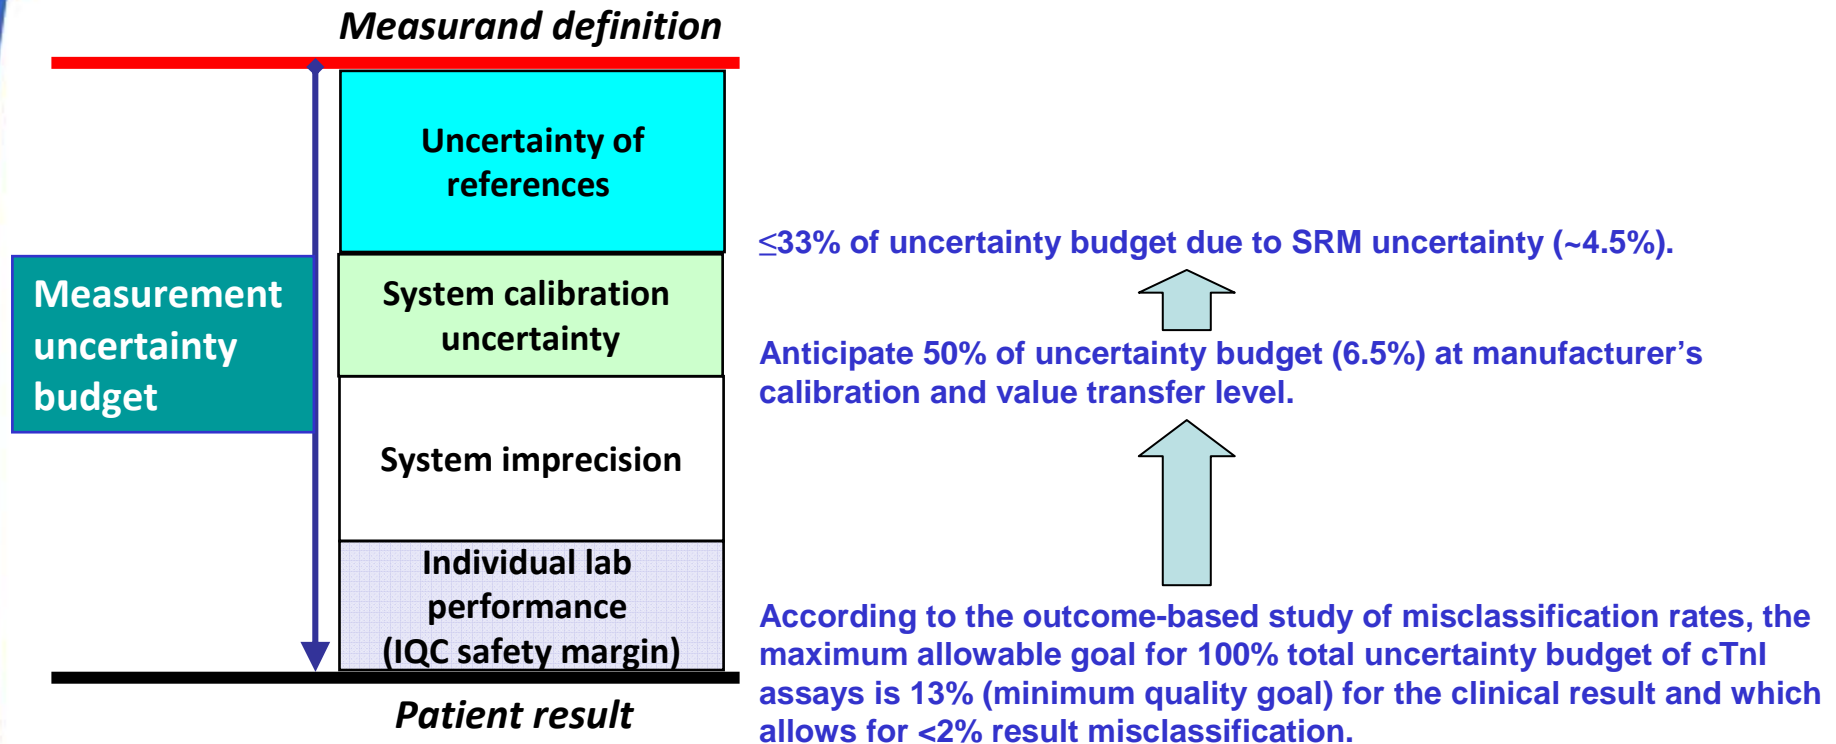 Measurand definition
Uncertainty of
references
≤33% of uncertainty budget due to SRM uncertainty (~4.5%).
Measurement
uncertainty
budget
System calibration
uncertainty
Anticipate 50% of uncertainty budget (6.5%) at manufacturer’s
calibration and value transfer level.
System imprecision
Individual lab
performance
(IQC safety margin)
According to the outcome-based study of misclassification rates, the
maximum allowable goal for 100% total uncertainty budget of cTnI
assays is 13% (minimum quality goal) for the clinical result and which
allows for <2% result misclassification.
Patient result